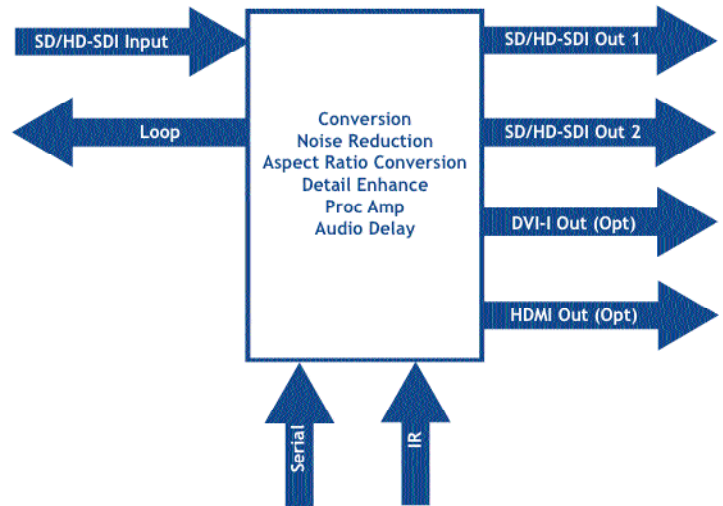 SD/HD-SDI Input
Loop
Conversion
Noise Reduction
Aspect Ratio Conversion
Detail Enhance
Proc Amp
Audio Delay
SD/HD-SDI Out 1
SD/HD-SDI Out 2
DVI-I Out (Opt)
HDMI Out (Opt)
Serial
IR